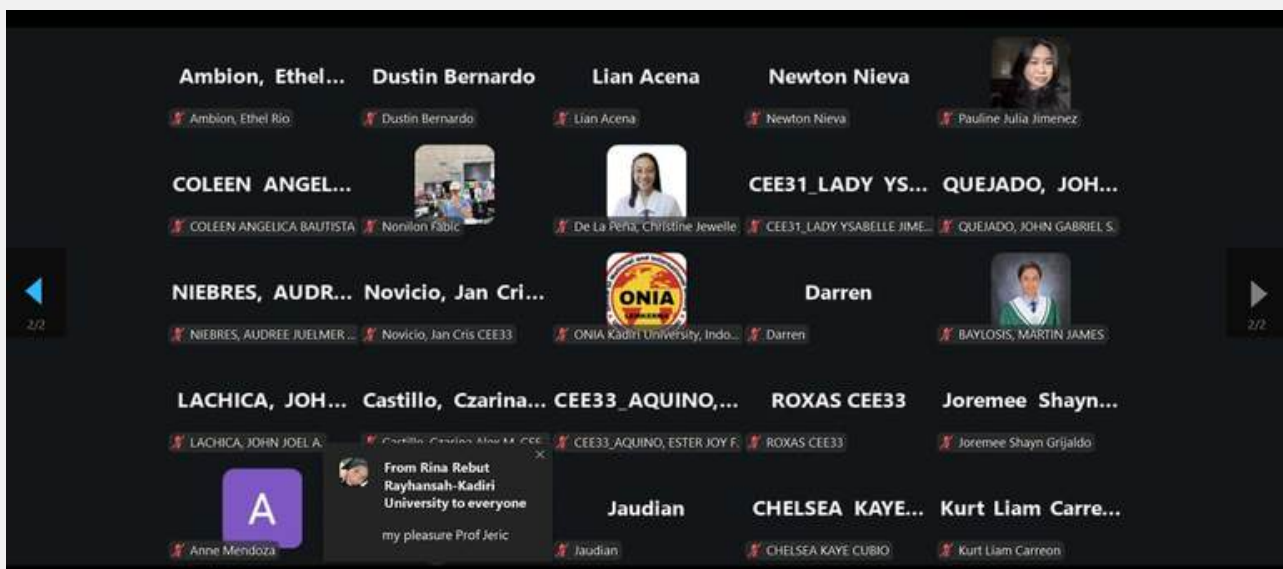 Ambion, Ethel...
Dustin Bernardo
Lian Acena
Newton Nieva
Ambion, Ethel Rio
Dustin Bernardo
Lian Acena
Newton Nieva
Pauline Julia Jimenez
COLEEN ANGEL...
CEE31_LADY YS...
QUEJADO, JOH...
COLEEN ANGELICA BAUTISTA
Nonilon Fabic
De La Peña, Christine Jewelle
CEE31_LADY YSABELLE JIME...
QUEJADO, JOHN GABRIEL S.
NIEBRES, AUDR...
Novicio, Jan Cri...
ONIA
Darren
2/2
2/2
NIEBRES, AUDREE JUELMER...
Novicio, Jan Cris CEE33
ONIA Kadiri University, Indo...
Darren
BAYLOSIS, MARTIN JAMES
LACHICA, JOH...
Castillo, Czarina...
CEE33_AQUINO,...
ROXAS CEE33
Joremee Shayn...
LACHICA, JOHN JOEL A.
Castillo, Czarina Alex M. CEE
CEE33_AQUINO, ESTER JOY F.
ROXAS CEE33
Joremee Shayn Grijaldo
A
From Rina Rebut
Rayhansah-Kadiri
University to everyone
my pleasure Prof Jeric
Jaudian
CHELSEA KAYE...
Kurt Liam Carre...
Anne Mendoza
Jaudian
CHELSEA KAYE CUBIO
Kurt Liam Carreon